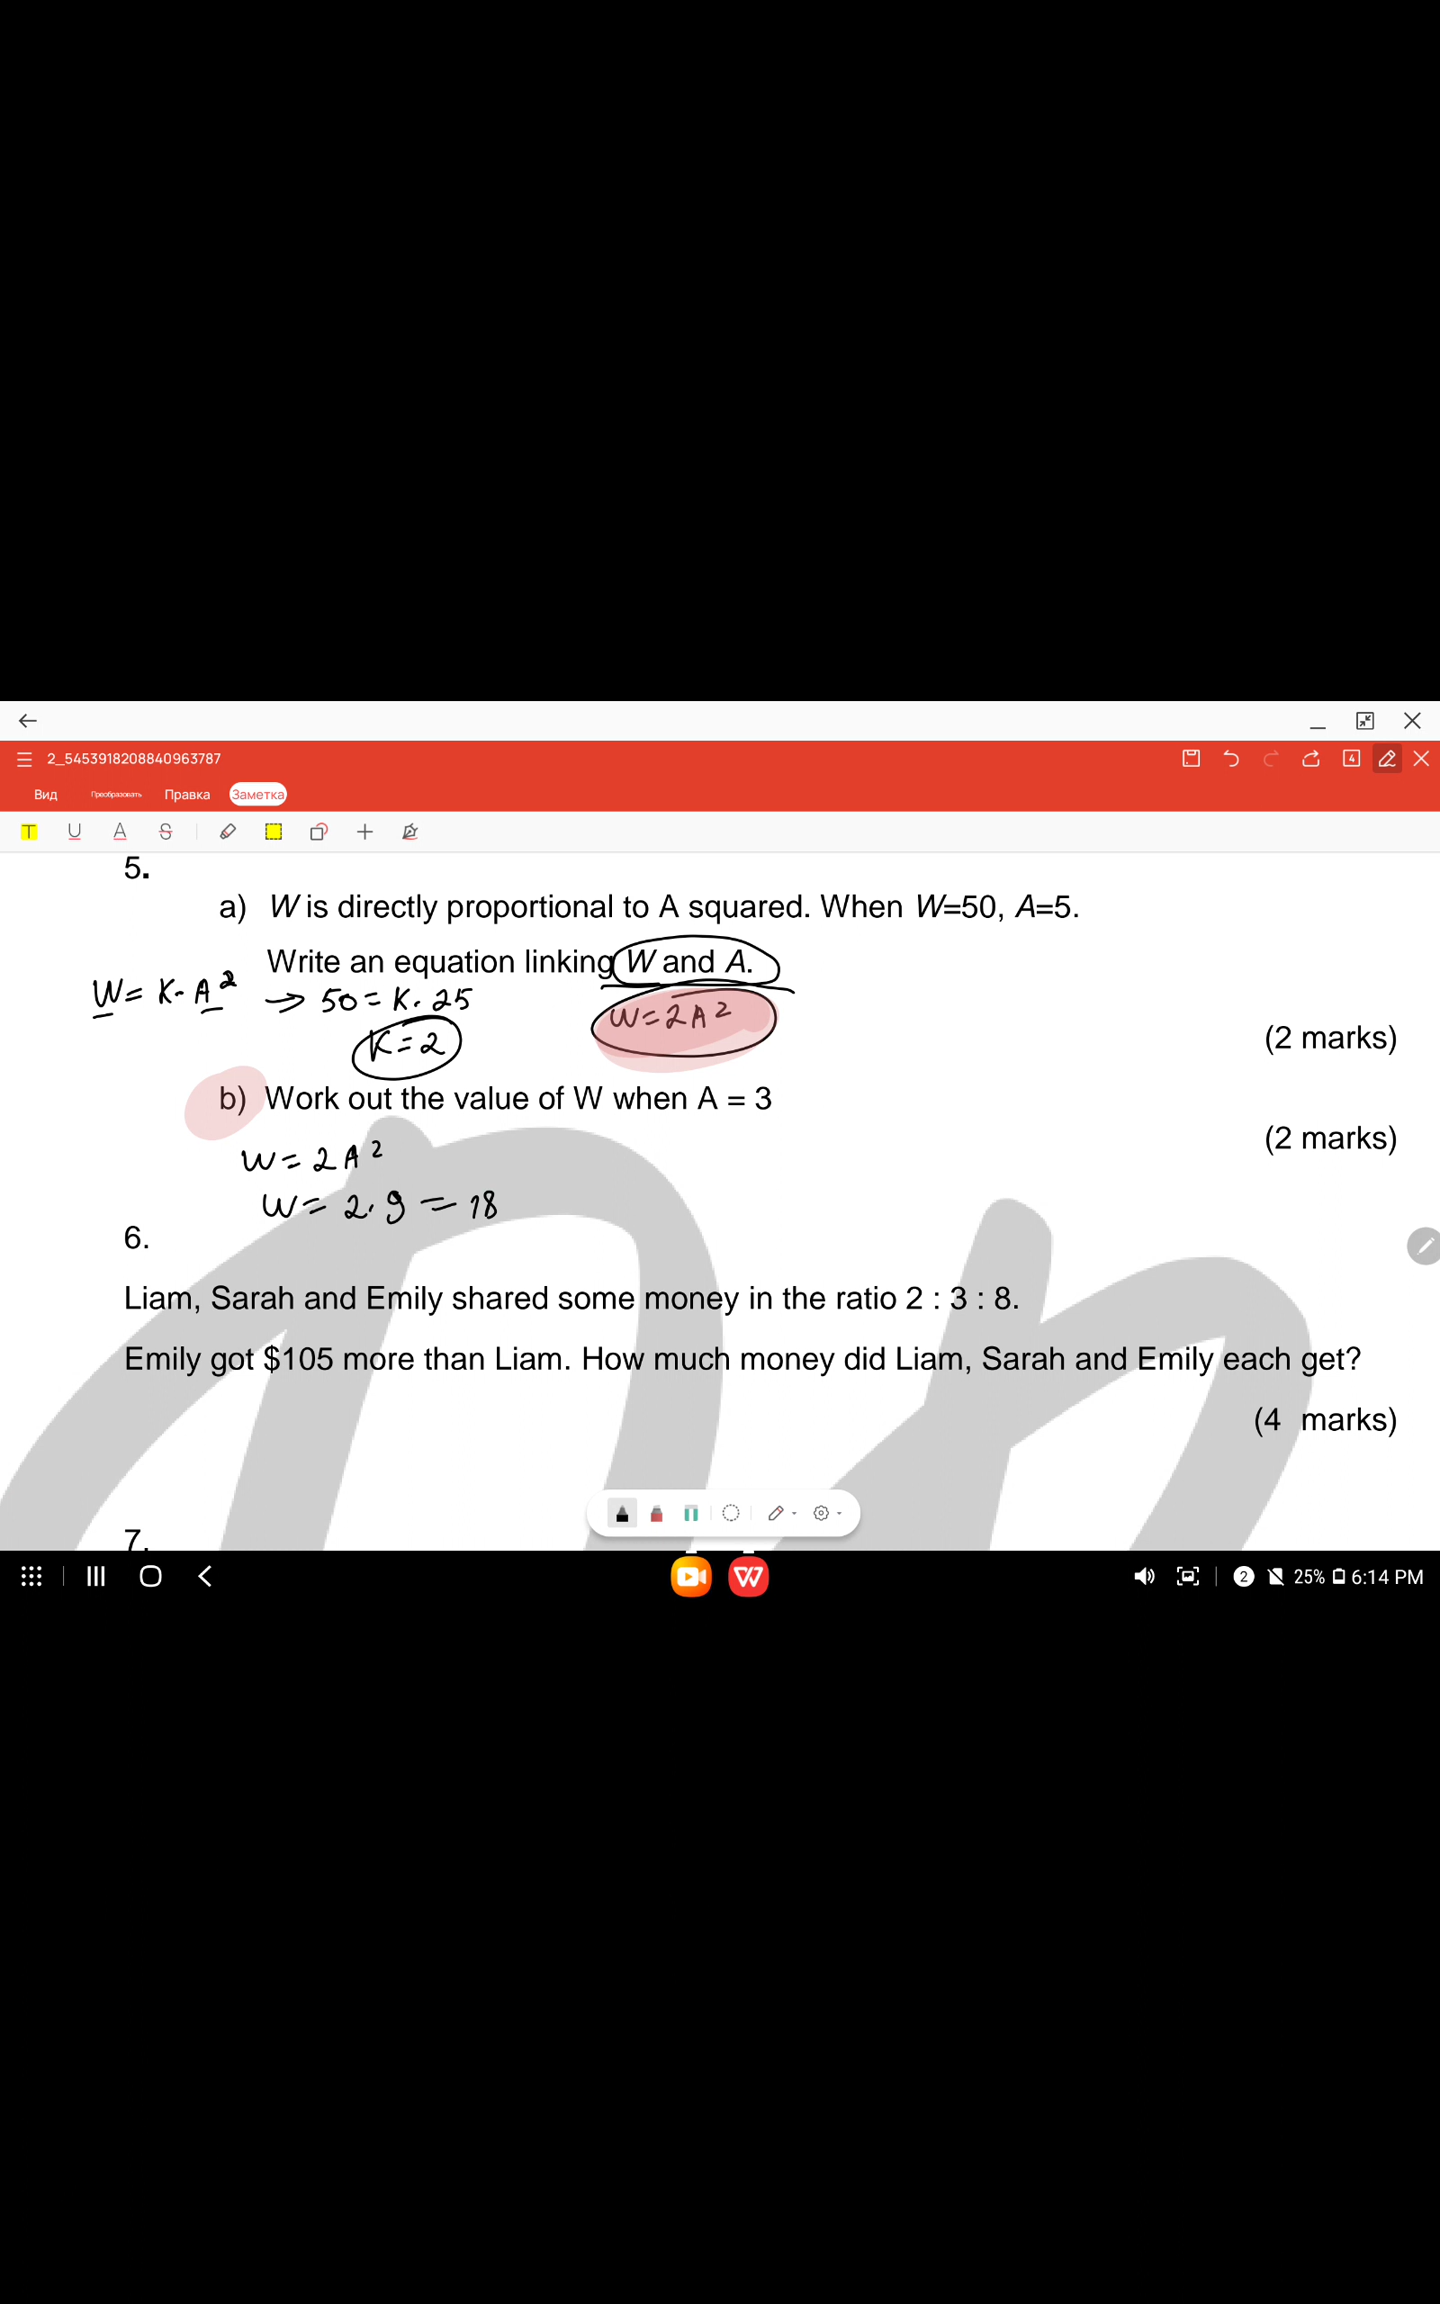 2_5453918208840963787
Вид Преобразовать Правка Заметка
T U A S
5.
a) W is directly proportional to A squared. When W=50, A=5.
Write an equation linking W and A.
W= K· A²
→ 50= K· 25
W=2A²
K=2
(2 marks)
b) Work out the value of W when A = 3
(2 marks)
W=2A²
W= 2·9 = 18
6.
Liam, Sarah and Emily shared some money in the ratio 2 : 3 : 8.
Emily got $105 more than Liam. How much money did Liam, Sarah and Emily each get?
(4 marks)
7.
2 25% 6:14 PM